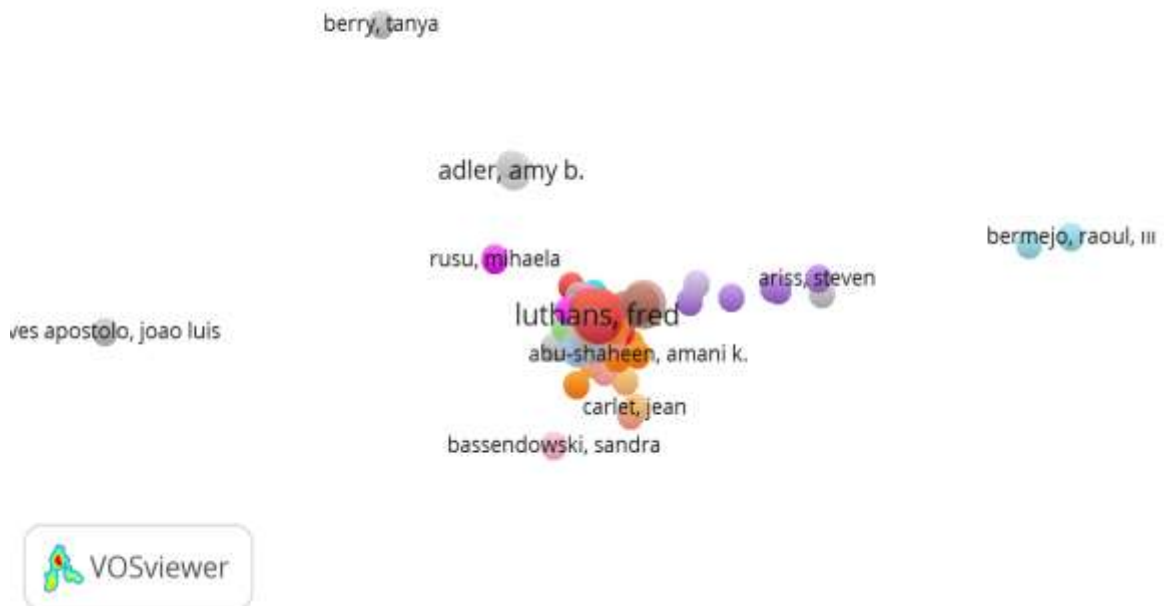 berry, tanya
adler, amy b.
bermejo, raoul, iii
rusu, mihaela
ariss, steven
luthans, fred
ves apostolo, joao luis
abu-shaheen, amani k.
carlet, jean
bassendowski, sandra
VOSviewer